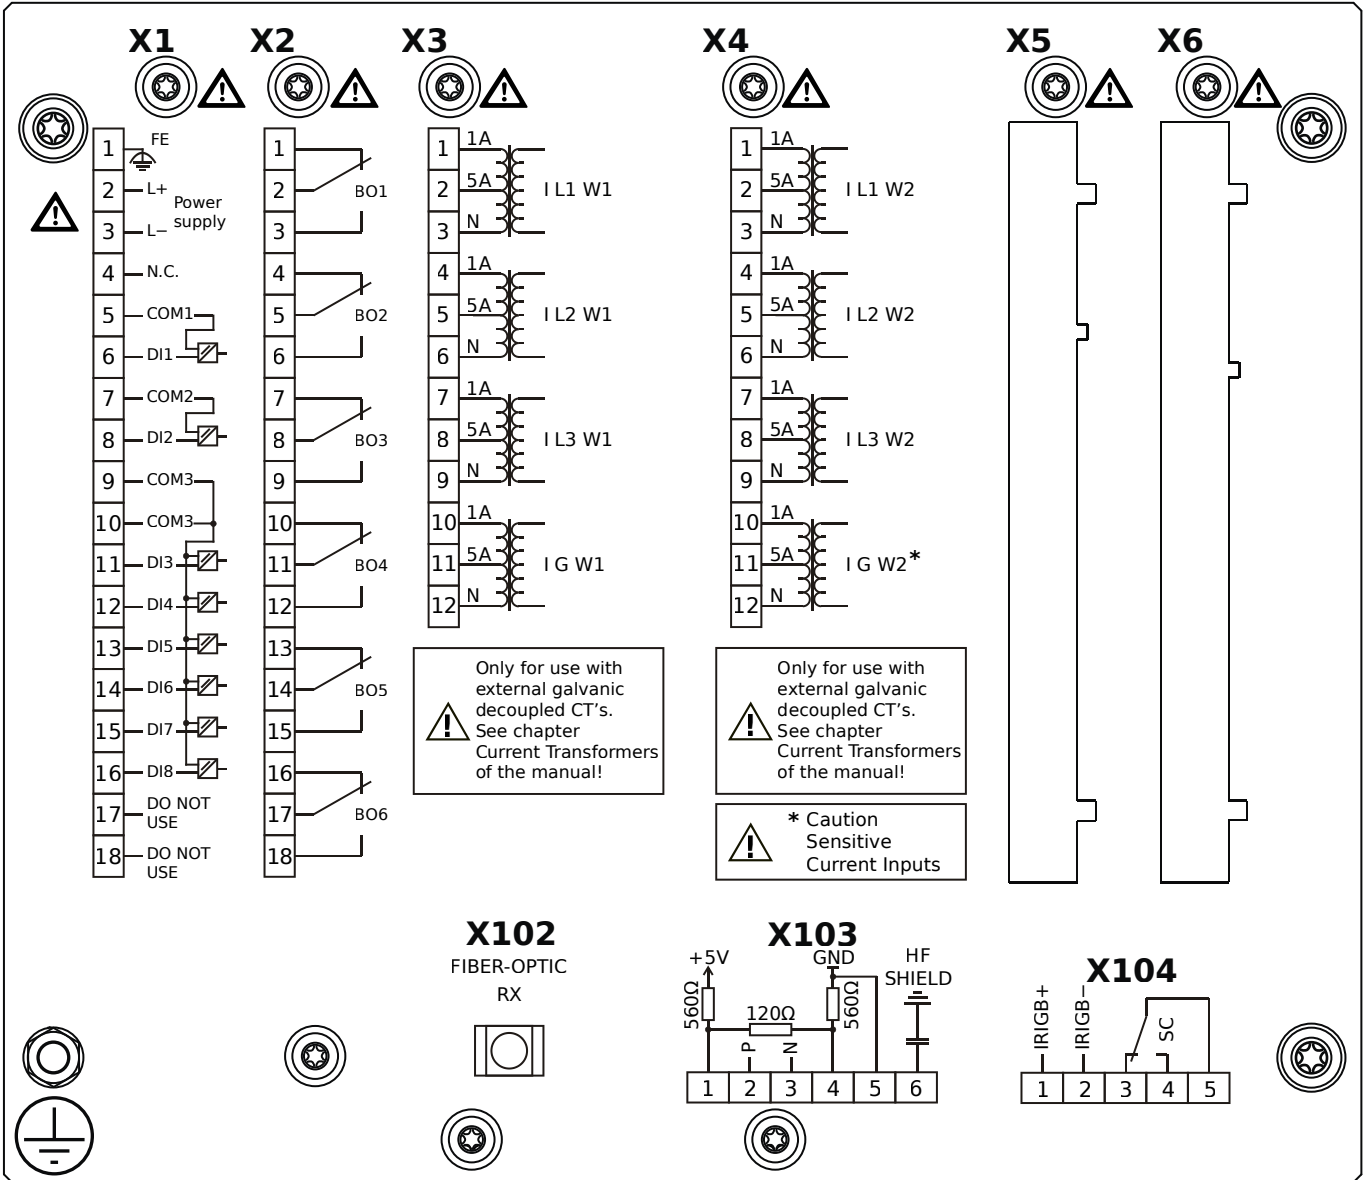 X1
X2
X3
X4
X5
X6
1
FE
2
L+
Power
supply
3
L−
4
N.C.
5
COM1
6
DI1
7
COM2
8
DI2
9
COM3
10
COM3
11
DI3
12
DI4
13
DI5
14
DI6
15
DI7
16
DI8
17
DO NOT
USE
18
DO NOT
USE
1
2
BO1
3
4
5
BO2
6
7
8
BO3
9
10
11
BO4
12
13
14
BO5
15
16
17
BO6
18
1
1A
2
5A
I L1 W1
3
N
4
1A
5
5A
I L2 W1
6
N
7
1A
8
5A
I L3 W1
9
N
10
1A
11
5A
I G W1
12
N
Only for use with
external galvanic
decoupled CT's.
See chapter
Current Transformers
of the manual!
1
1A
2
5A
I L1 W2
3
N
4
1A
5
5A
I L2 W2
6
N
7
1A
8
5A
I L3 W2
9
N
10
1A
11
5A
I G W2*
12
N
Only for use with
external galvanic
decoupled CT's.
See chapter
Current Transformers
of the manual!
* Caution
Sensitive
Current Inputs
X102
FIBER-OPTIC
RX
X103
+5V
GND
HF
SHIELD
560Ω
120Ω
560Ω
P
N
1 2 3 4 5 6
X104
IRIGB+
IRIGB−
SC
1 2 3 4 5